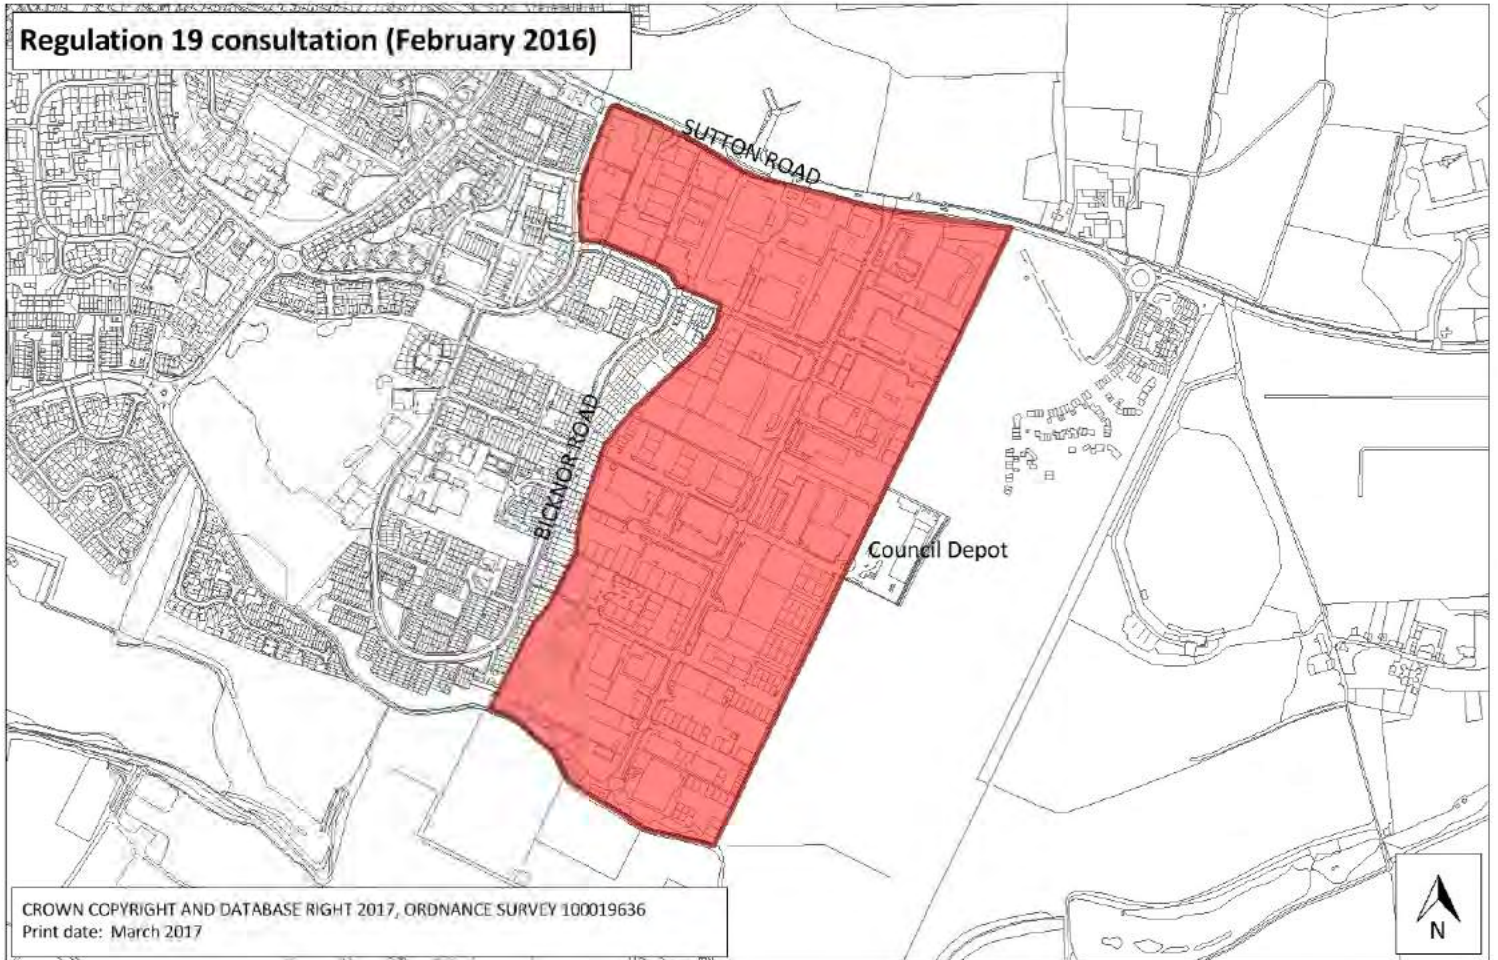 Regulation 19 consultation (February 2016)
SUTTON ROAD
BICKNOR ROAD
Council Depot
CROWN COPYRIGHT AND DATABASE RIGHT 2017, ORDNANCE SURVEY 100019636
Print date: March 2017
N